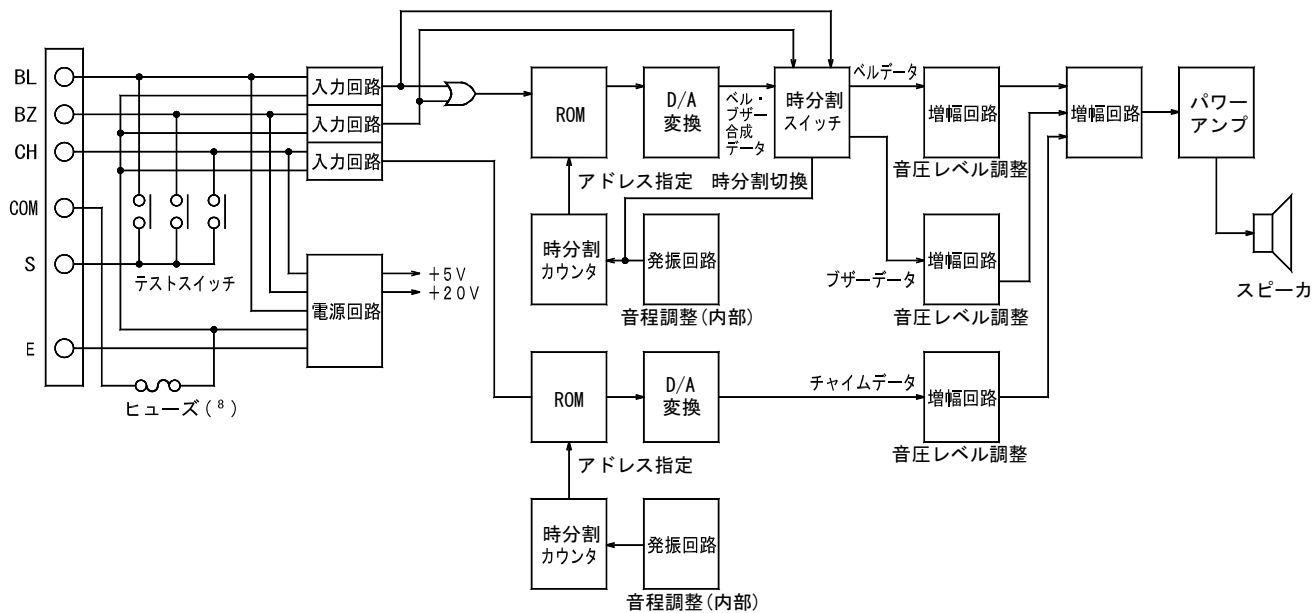 BL
BZ
CH
COM
S
E
テストスイッチ
ヒューズ(⁸)
入力回路
入力回路
入力回路
電源回路
+5V
+20V
ROM
D/A
変換
ベル・
ブザー
合成
データ
時分割
スイッチ
ベルデータ
増幅回路
音圧レベル調整
増幅回路
パワー
アンプ
スピーカ
アドレス指定
時分割切換
時分割
カウンタ
発振回路
音程調整(内部)
ブザーデータ
増幅回路
音圧レベル調整
ROM
D/A
変換
チャイムデータ
増幅回路
音圧レベル調整
アドレス指定
時分割
カウンタ
発振回路
音程調整(内部)